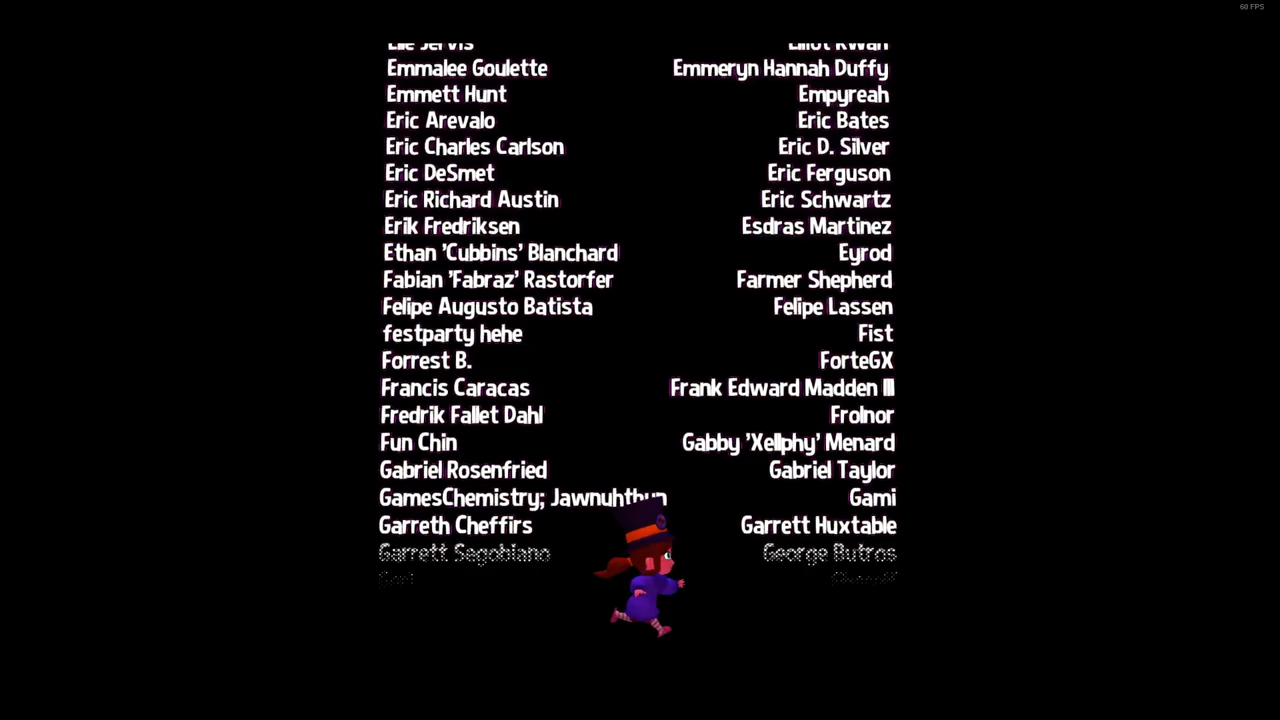 60 FPS
Emmalee Goulette Emmeryn Hannah Duffy
Emmett Hunt Empyreah
Eric Arevalo Eric Bates
Eric Charles Carlson Eric D. Silver
Eric DeSmet Eric Ferguson
Eric Richard Austin Eric Schwartz
Erik Fredriksen Esdras Martinez
Ethan 'Cubbins' Blanchard Eyrod
Fabian 'Fabraz' Rastorfer Farmer Shepherd
Felipe Augusto Batista Felipe Lassen
festparty hehe Fist
Forrest B. ForteGX
Francis Caracas Frank Edward Madden III
Fredrik Fallet Dahl Frolnor
Fun Chin Gabby 'Xellphy' Menard
Gabriel Rosenfried Gabriel Taylor
GamesChemistry; Gami
Garreth Cheffirs Garrett Huxtable
Garrett Segobiano George Butros